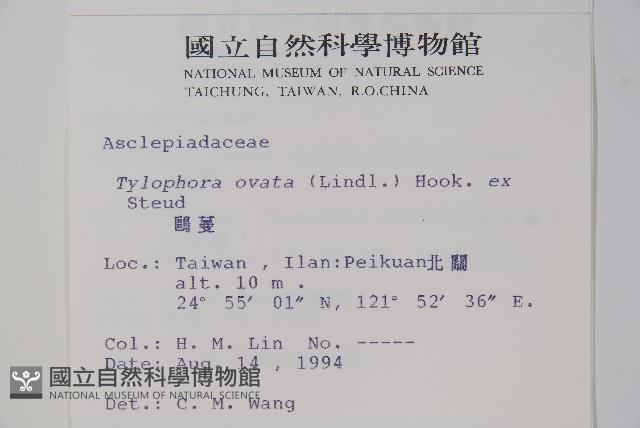 國立自然科學博物館
NATIONAL MUSEUM OF NATURAL SCIENCE
TAICHUNG, TAIWAN, R.O.CHINA
Asclepiadaceae
Tylophora ovata (Lindl.) Hook. ex
Steud
鷗蔓
Loc.: Taiwan , Ilan:Peikuan北關
alt. 10 m .
24° 55′ 01″ N, 121° 52′ 36″ E.
Col.: H. M. Lin No. -----
Date: Aug. 14 , 1994
國立自然科學博物館
NATIONAL MUSEUM OF NATURAL SCIENCE
Det.: C. M. Wang